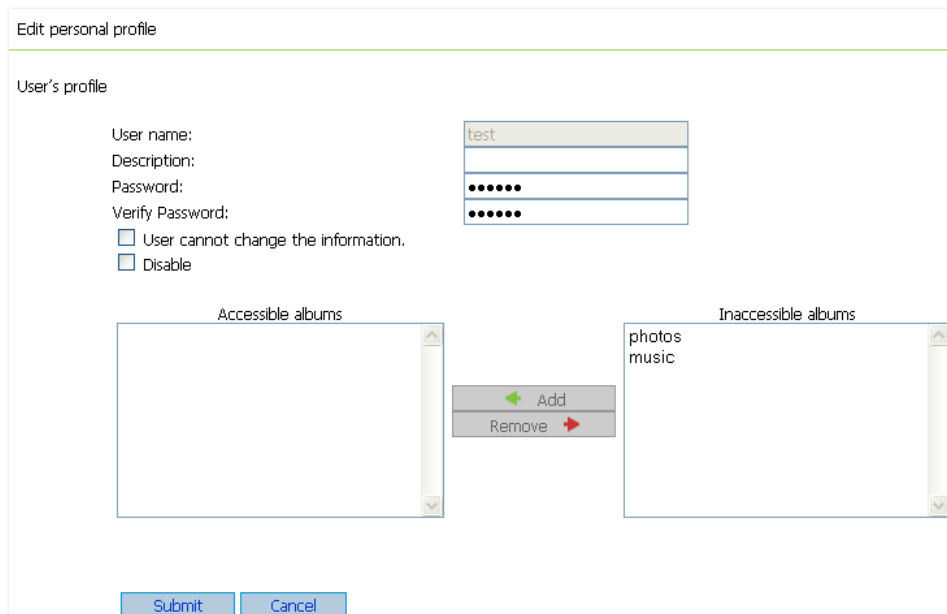 Edit personal profile
User's profile
User name: test
Description:
Password: ••••••
Verify Password: ••••••
User cannot change the information.
Disable
Accessible albums Inaccessible albums
photos
music
Add
Remove
Submit Cancel